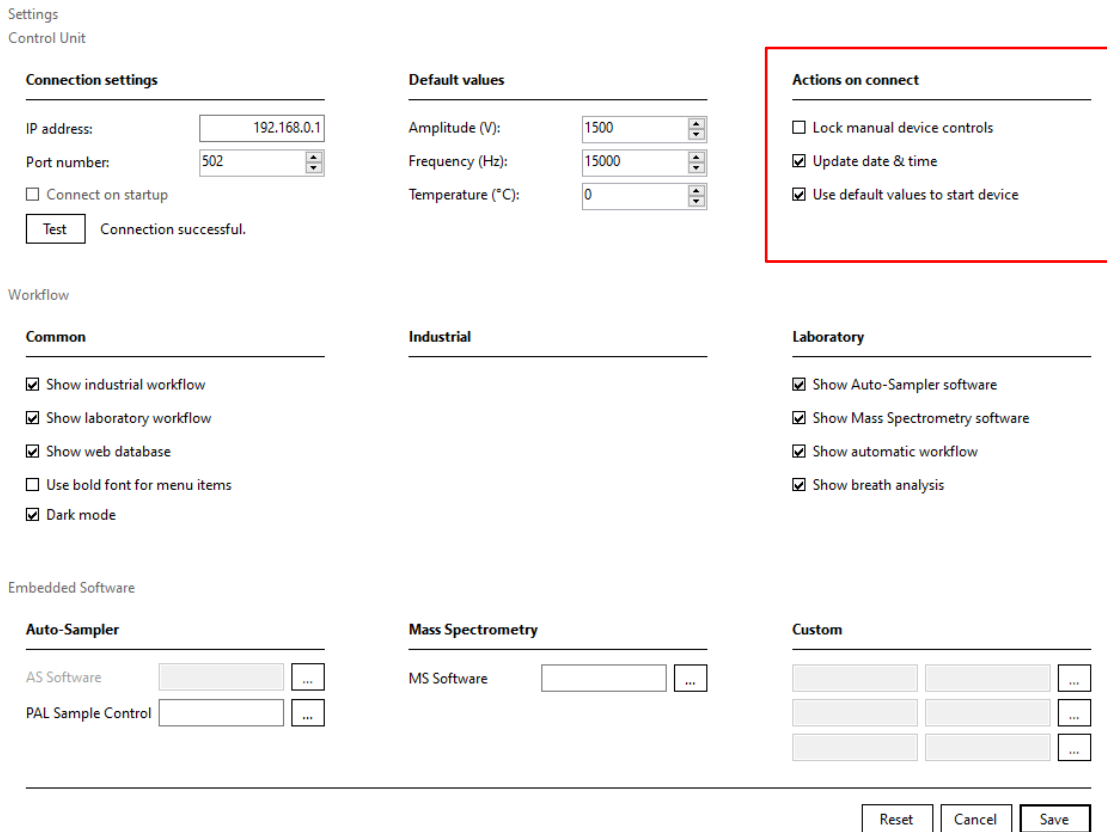 Settings
Control Unit
Connection settings
IP address: 192.168.0.1
Port number: 502
Connect on startup
Test Connection successful.
Default values
Amplitude (V): 1500
Frequency (Hz): 15000
Temperature (°C): 0
Actions on connect
Lock manual device controls
Update date & time
Use default values to start device
Workflow
Common
Show industrial workflow
Show laboratory workflow
Show web database
Use bold font for menu items
Dark mode
Industrial
Laboratory
Show Auto-Sampler software
Show Mass Spectrometry software
Show automatic workflow
Show breath analysis
Embedded Software
Auto-Sampler
AS Software ...
PAL Sample Control ...
Mass Spectrometry
MS Software ...
Custom
...
...
...
Reset Cancel Save